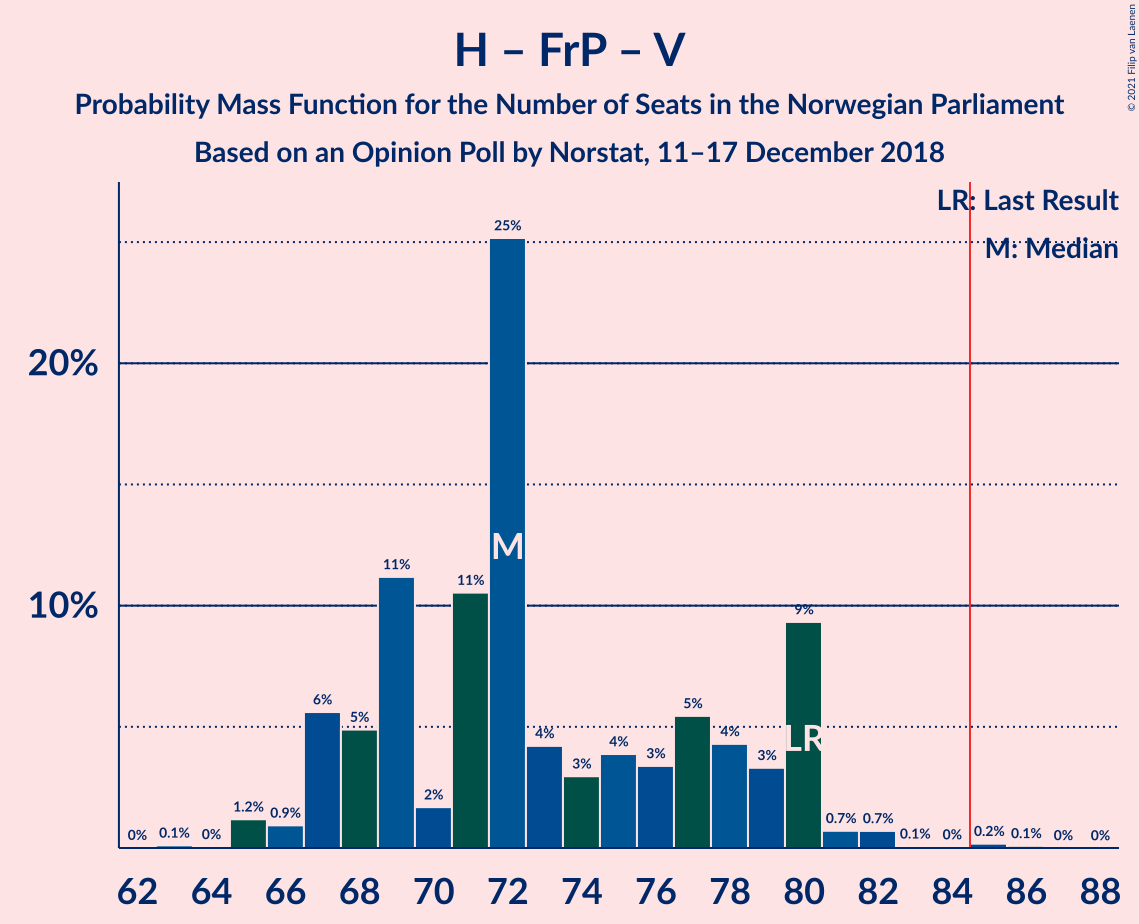 H – FrP – V
Probability Mass Function for the Number of Seats in the Norwegian Parliament
Based on an Opinion Poll by Norstat, 11–17 December 2018
© 2021 Filip van Laenen
LR: Last Result
M: Median
20%
10%
0% 0.1% 0% 1.2% 0.9% 6% 5% 11% 2% 11% 25% 4% 3% 4% 3% 5% 4% 3% 9% 0.7% 0.7% 0.1% 0% 0.2% 0.1% 0% 0%
M
LR
62 64 66 68 70 72 74 76 78 80 82 84 86 88